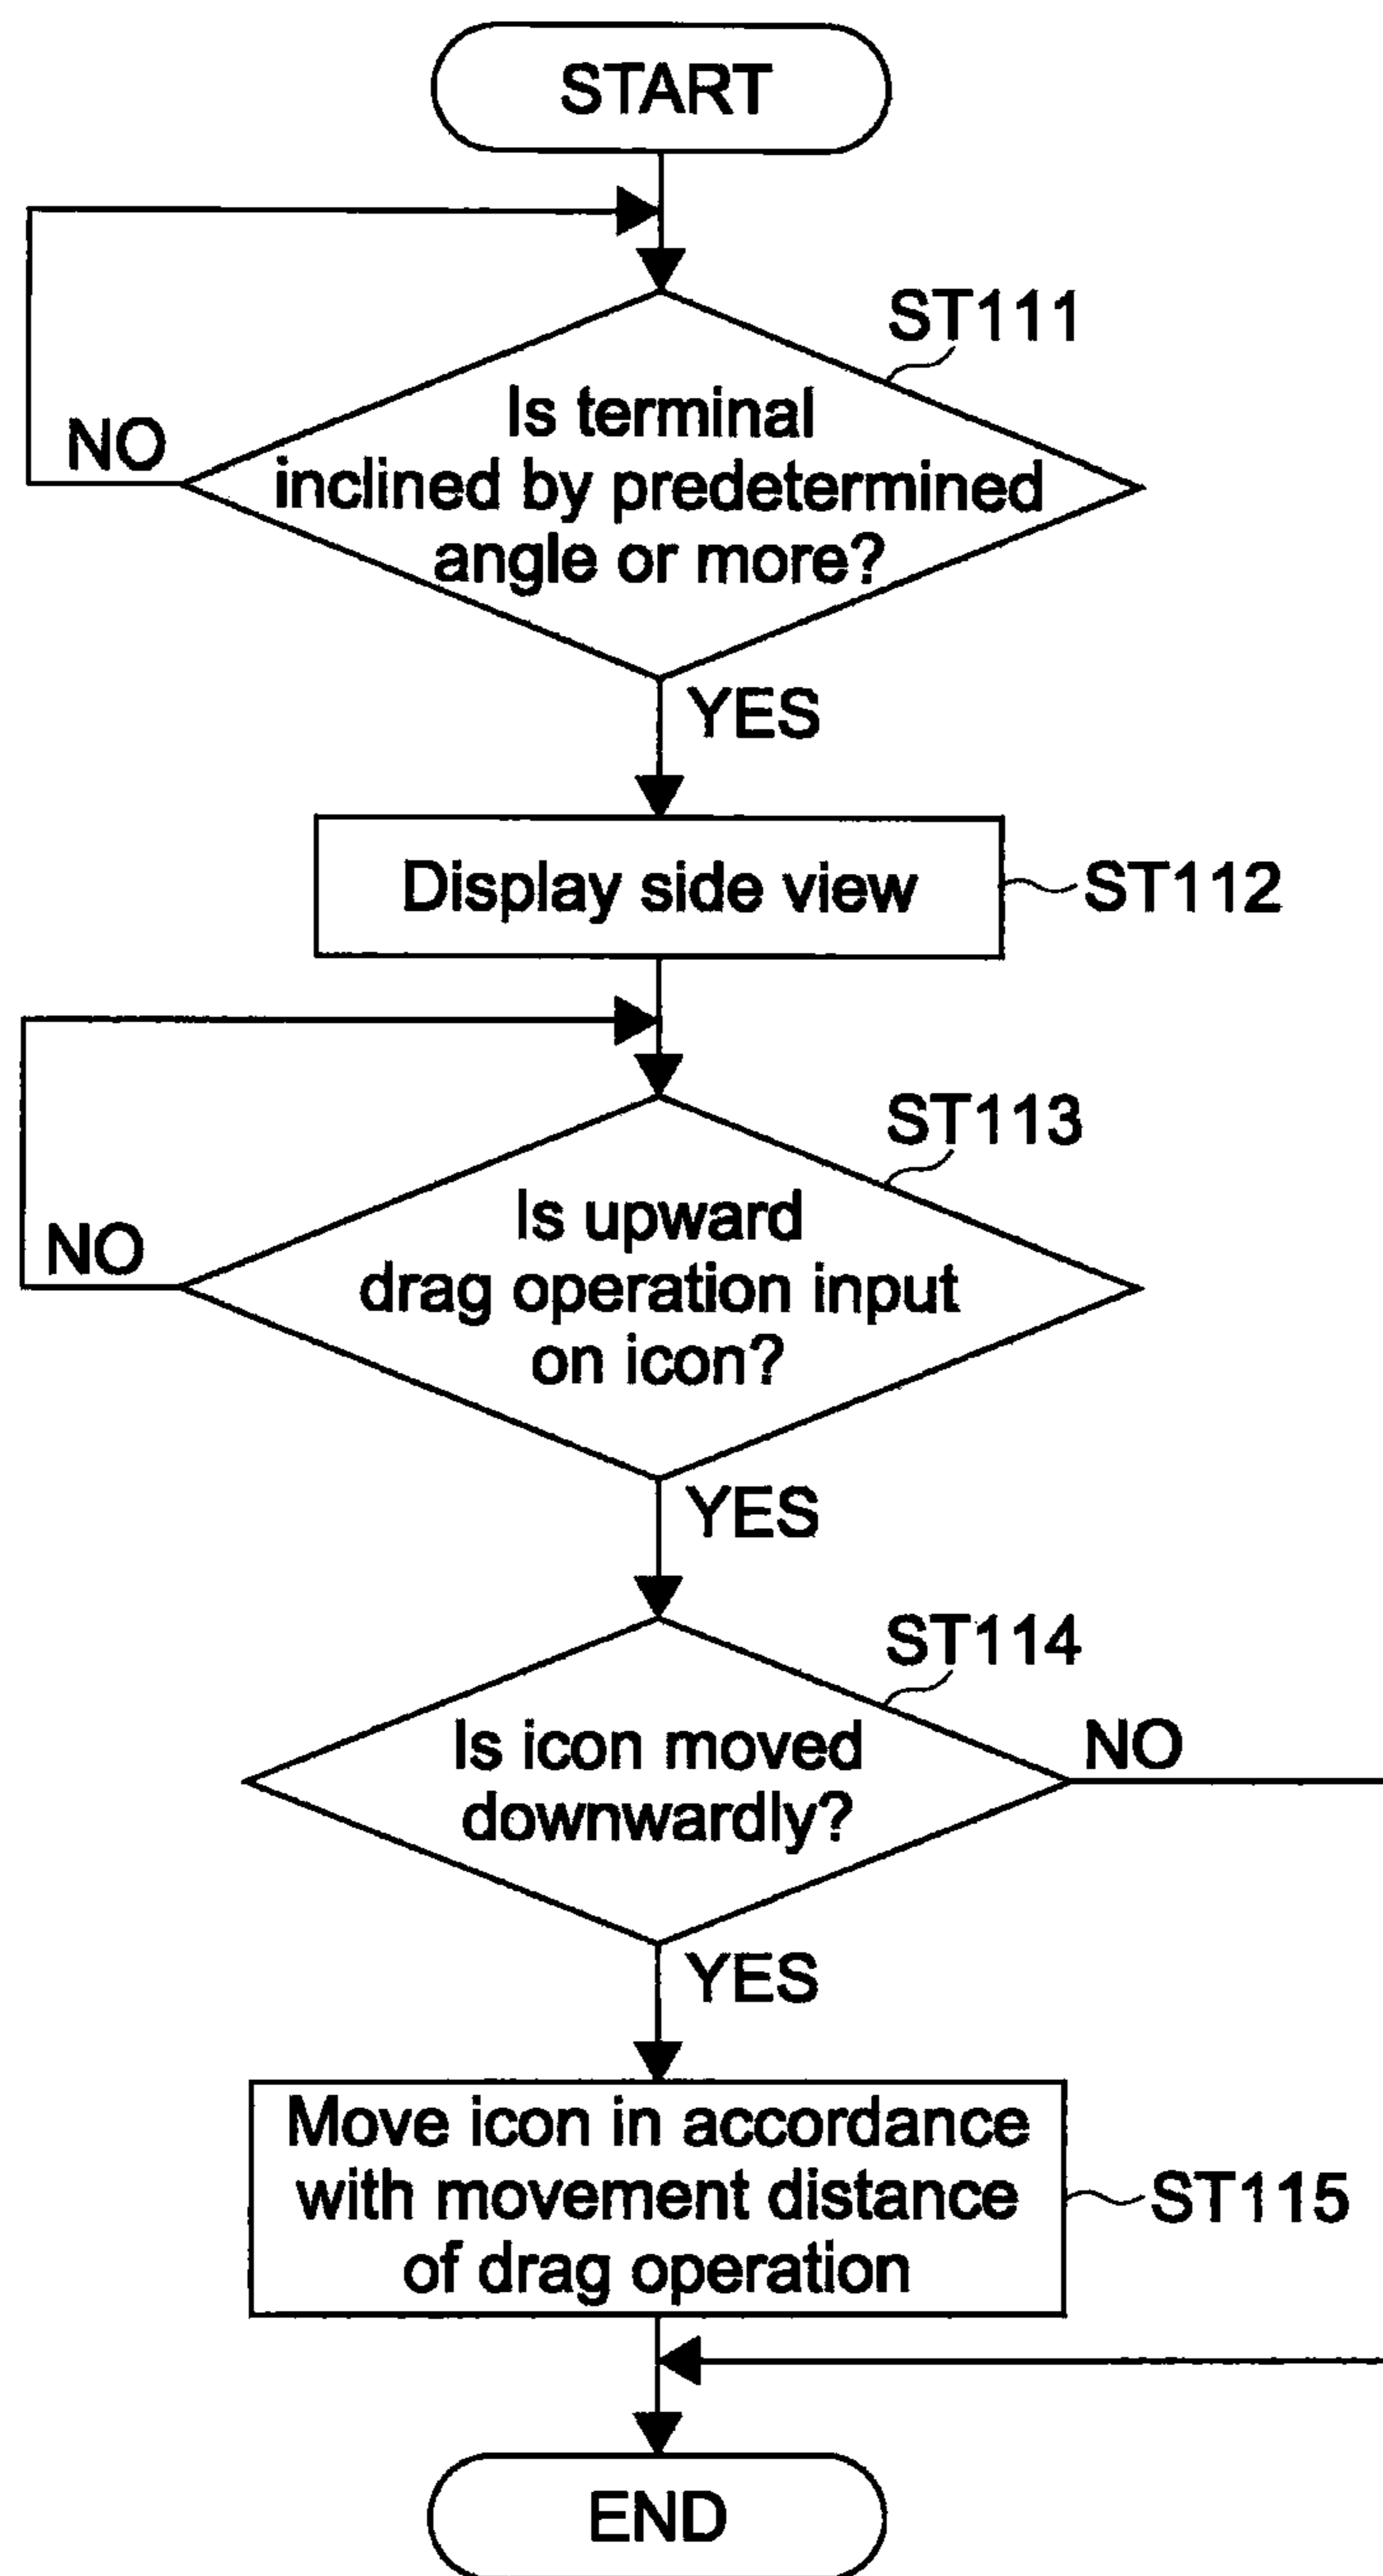 START
ST111
Is terminal
inclined by predetermined
angle or more?
NO
YES
Display side view
ST112
ST113
Is upward
drag operation input
on icon?
NO
YES
ST114
Is icon moved
downwardly?
NO
YES
Move icon in accordance
with movement distance
of drag operation
ST115
END